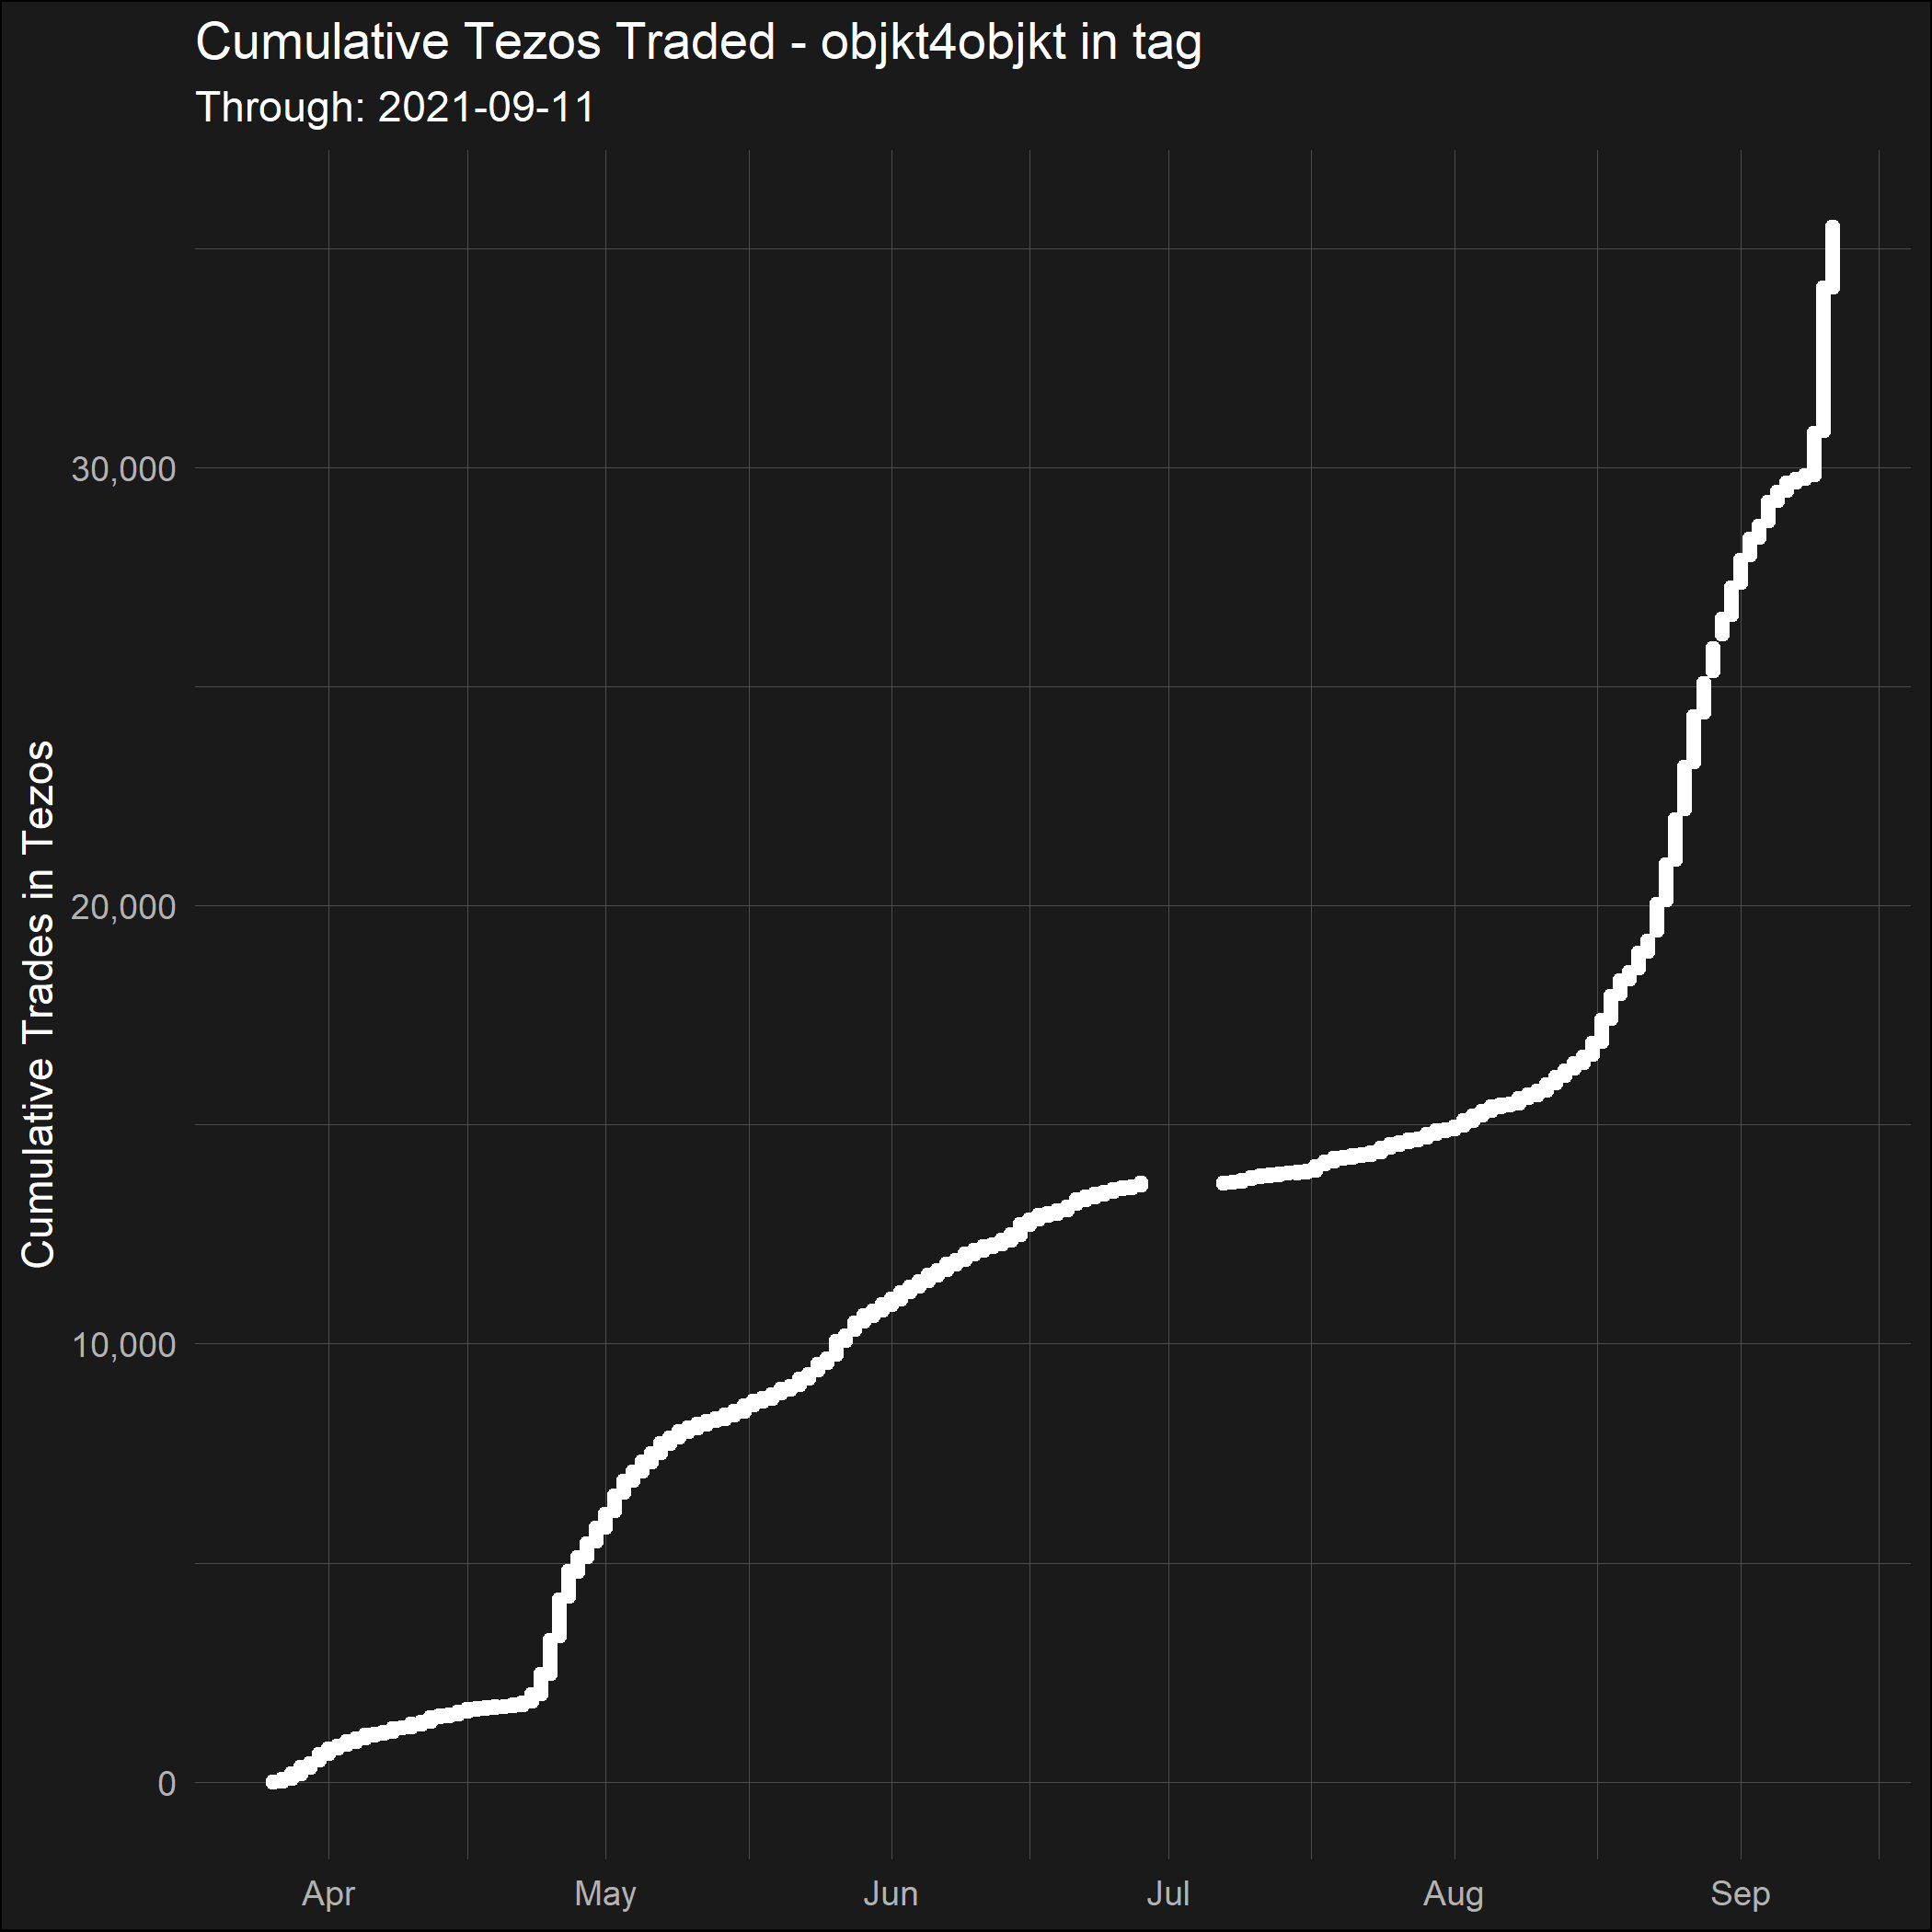 Cumulative Tezos Traded - objkt4objkt in tag
Through: 2021-09-11
Cumulative Trades in Tezos
30,000
20,000
10,000
0
Apr May Jun Jul Aug Sep